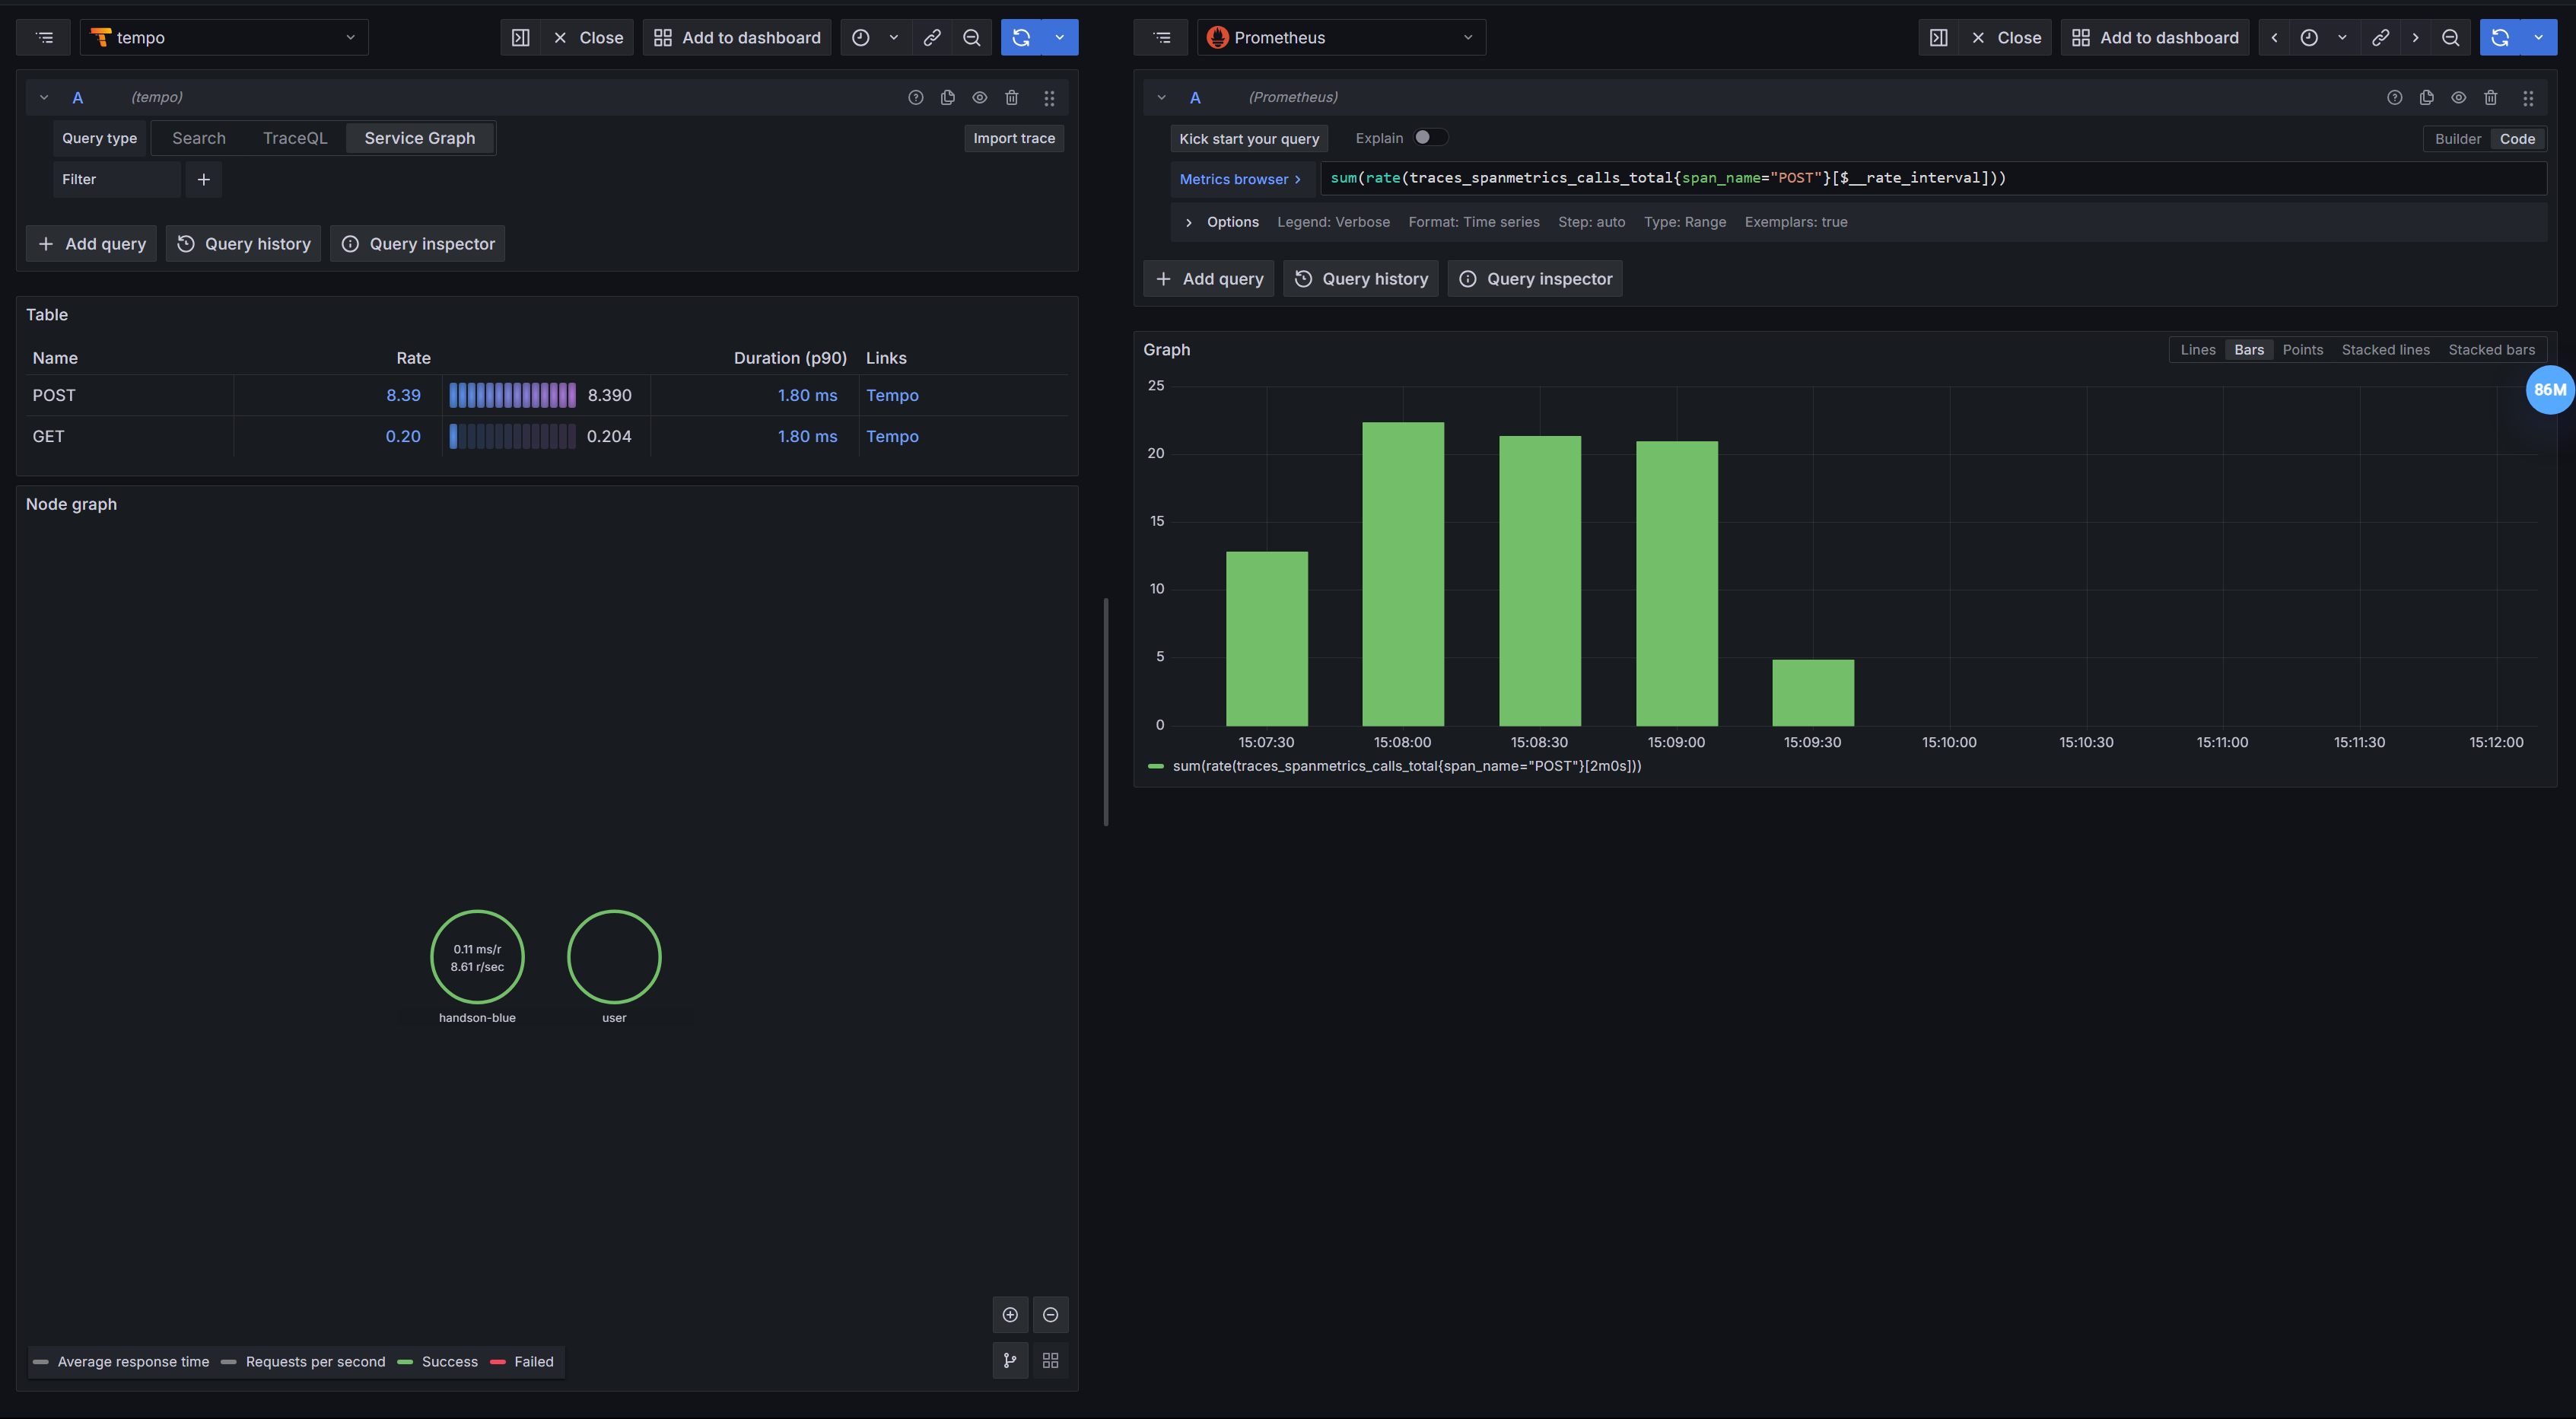 tempo
Close
Add to dashboard
A (tempo)
Query type Search TraceQL Service Graph Import trace
Filter
Add query Query history Query inspector
Table
Name Rate Duration (p90) Links
POST 8.39 8.390 1.80 ms Tempo
GET 0.20 0.204 1.80 ms Tempo
Node graph
0.11 ms/r
8.61 r/sec
handson-blue
user
Average response time Requests per second Success Failed
Prometheus
Close
Add to dashboard
A (Prometheus)
Kick start your query Explain Builder Code
Metrics browser > sum(rate(traces_spanmetrics_calls_total{span_name="POST"}[$__rate_interval]))
Options Legend: Verbose Format: Time series Step: auto Type: Range Exemplars: true
Add query Query history Query inspector
Graph Lines Bars Points Stacked lines Stacked bars
86M
25
20
15
10
5
0
15:07:30 15:08:00 15:08:30 15:09:00 15:09:30 15:10:00 15:10:30 15:11:00 15:11:30 15:12:00
sum(rate(traces_spanmetrics_calls_total{span_name="POST"}[2m0s]))